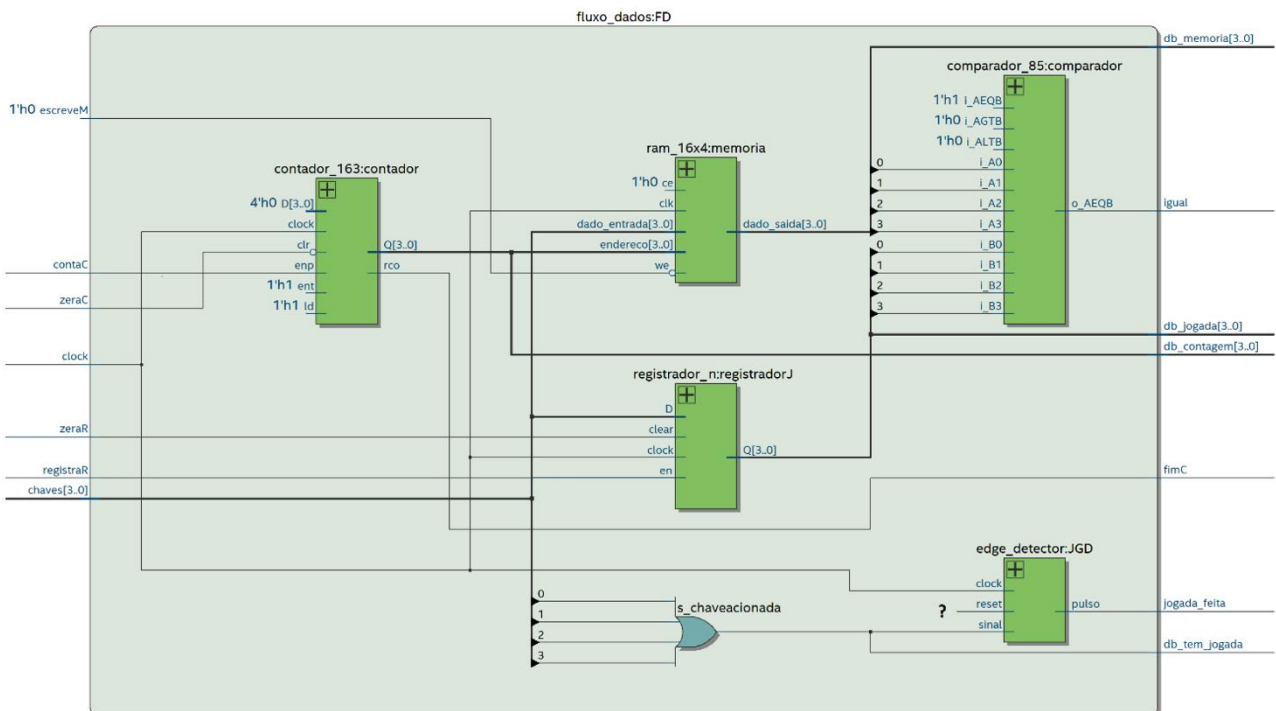 fluxo_dados:FD
db_memoria[3..0]
comparador_85:comparador
1'h1 i_AEQB
1'h0 i_AGTB
1'h0 i_ALTB
0 i_A0
1 i_A1
2 i_A2
3 i_A3
0 i_B0
1 i_B1
2 i_B2
3 i_B3
o_AEQB
igual
1'h0 escreveM
ram_16x4:memoria
1'h0 ce
clk
dado_entrada[3..0]
endereco[3..0]
we
dado_saida[3..0]
contador_163:contador
4'h0 D[3..0]
clock
clr
enp
1'h1 ent
1'h1 ld
Q[3..0]
rco
contaC
zeraC
clock
db_jogada[3..0]
db_contagem[3..0]
registrador_n:registradorJ
D
clear
clock
en
Q[3..0]
zeraR
registraR
chaves[3..0]
fimC
edge_detector:JGD
clock
? reset
sinal
pulso
jogada_feita
db_tem_jogada
0
1
2
3
s_chaveacionada